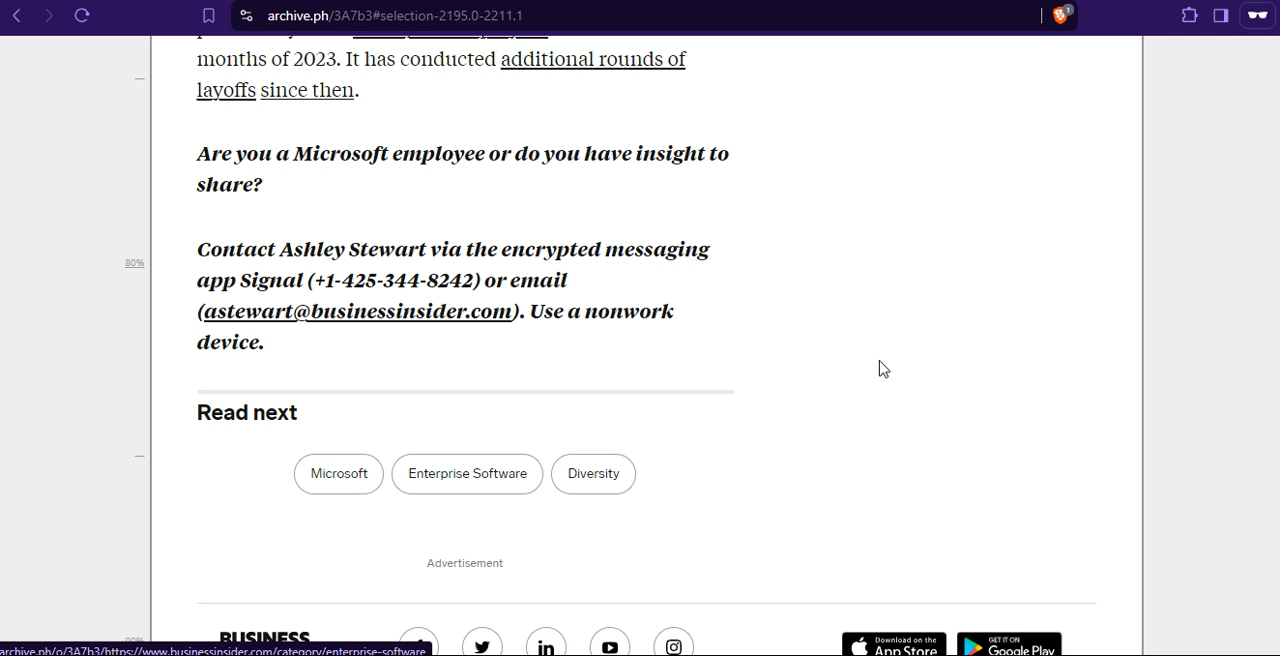 archive.ph/3A7b3#selection-2195.0-2211.1
1
months of 2023. It has conducted additional rounds of
layoffs since then.
Are you a Microsoft employee or do you have insight to
share?
Contact Ashley Stewart via the encrypted messaging
80%
app Signal (+1-425-344-8242) or email
(astewart@businessinsider.com). Use a nonwork
device.
Read next
Microsoft Enterprise Software Diversity
Advertisement
90%
BUSINESS
Download on the
App Store
GET IT ON
Google Play
archive.ph/o/3A7b3/https://www.businessinsider.com/category/enterprise-software